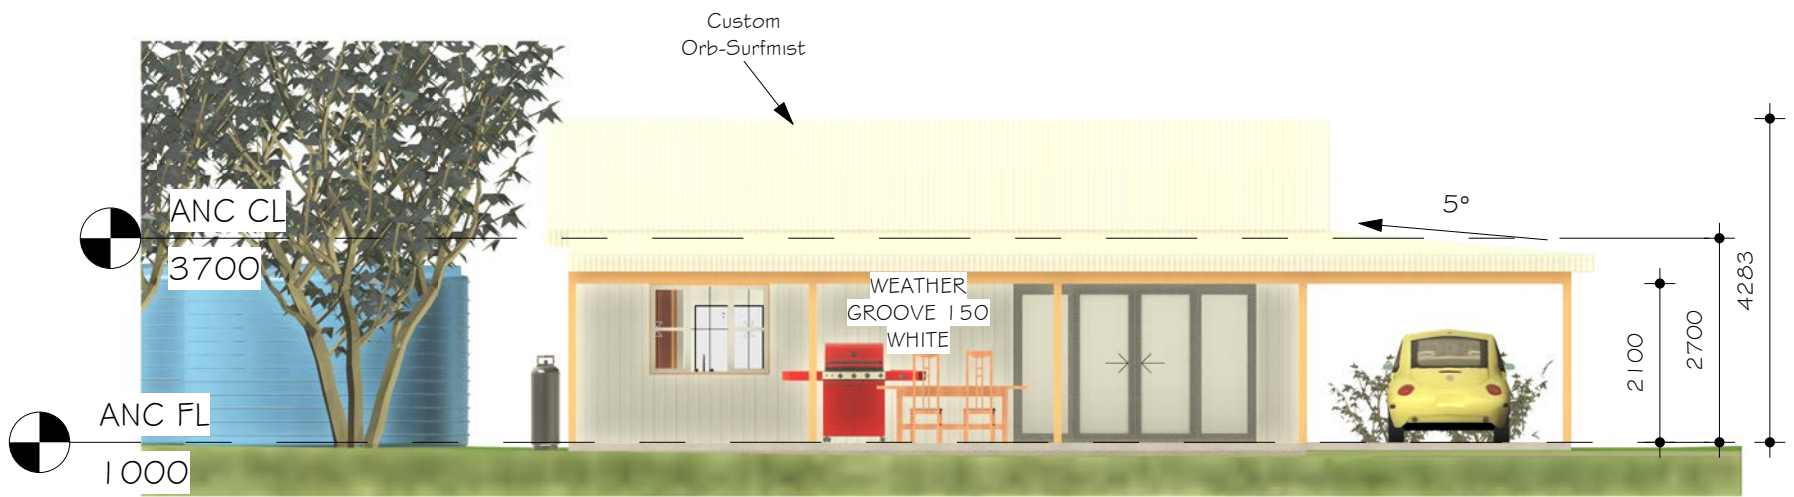 Custom
Orb-Surfmist
ANC CL
3700
5°
WEATHER
GROOVE 150
WHITE
ANC FL
1000
2100
2700
4283